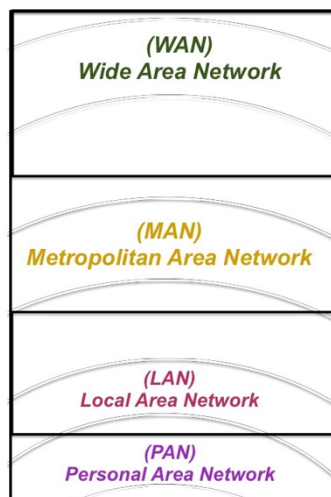 (WAN)
Wide Area Network
(MAN)
Metropolitan Area Network
(LAN)
Local Area Network
(PAN)
Personal Area Network